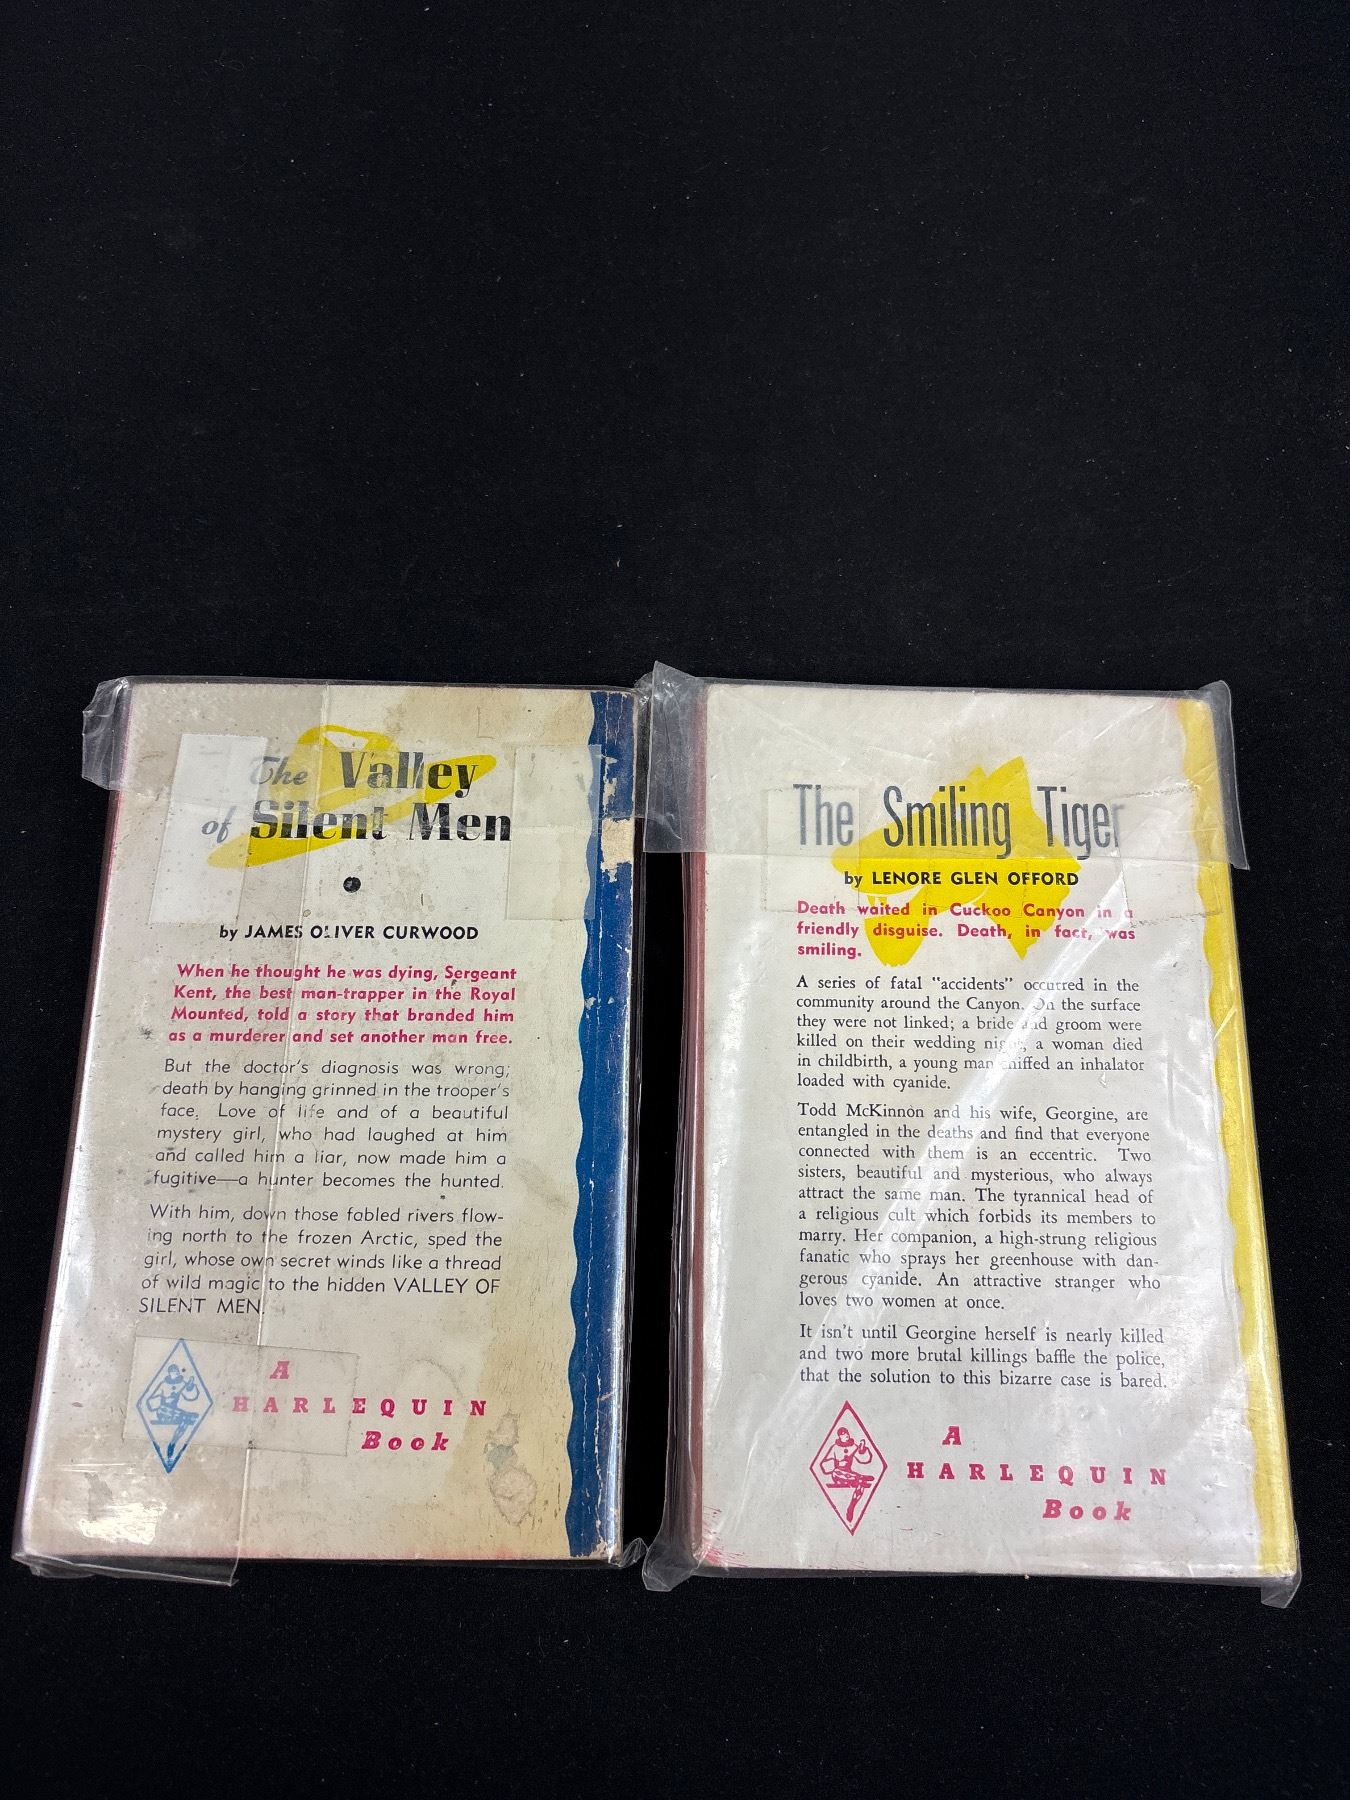 The Valley
of Silent Men
by JAMES OLIVER CURWOOD
When he thought he was dying, Sergeant
Kent, the best man-trapper in the Royal
Mounted, told a story that branded him
as a murderer and set another man free.
But the doctor's diagnosis was wrong;
death by hanging grinned in the trooper's
face. Love of life and of a beautiful
mystery girl, who had laughed at him
and called him a liar, now made him a
fugitive—a hunter becomes the hunted.
With him, down those fabled rivers flow-
ing north to the frozen Arctic, sped the
girl, whose own secret winds like a thread
of wild magic to the hidden VALLEY OF
SILENT MEN.
A
HARLEQUIN
Book
The Smiling Tiger
by LENORE GLEN OFFORD
Death waited in Cuckoo Canyon in a
friendly disguise. Death, in fact, was
smiling.
A series of fatal "accidents" occurred in the
community around the Canyon. On the surface
they were not linked; a bride and groom were
killed on their wedding night, a woman died
in childbirth, a young man sniffed an inhalator
loaded with cyanide.
Todd McKinnon and his wife, Georgine, are
entangled in the deaths and find that everyone
connected with them is an eccentric. Two
sisters, beautiful and mysterious, who always
attract the same man. The tyrannical head of
a religious cult which forbids its members to
marry. Her companion, a high-strung religious
fanatic who sprays her greenhouse with dan-
gerous cyanide. An attractive stranger who
loves two women at once.
It isn't until Georgine herself is nearly killed
and two more brutal killings baffle the police,
that the solution to this bizarre case is bared.
A
HARLEQUIN
Book